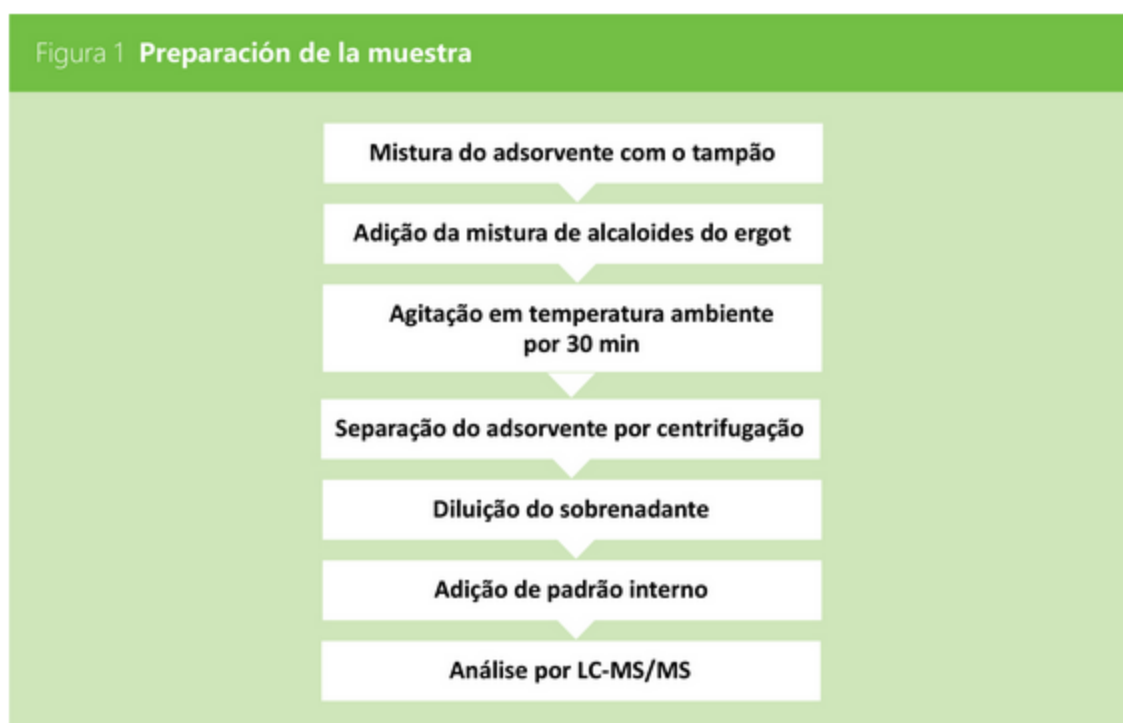 Figura 1 Preparación de la muestra
Mistura do adsorvente com o tampão
Adição da mistura de alcaloides do ergot
Agitação em temperatura ambiente
por 30 min
Separação do adsorvente por centrifugação
Diluição do sobrenadante
Adição de padrão interno
Análise por LC-MS/MS